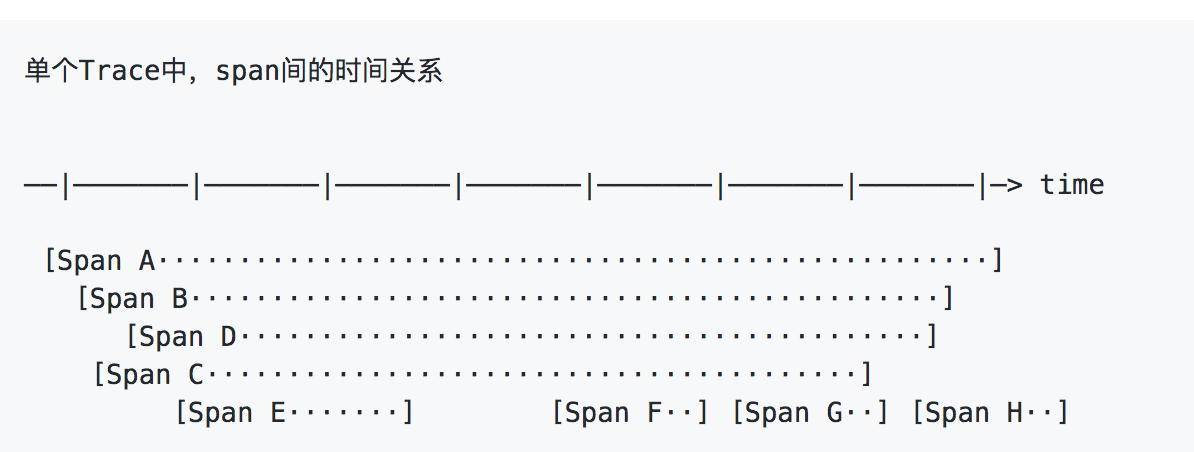 单个Trace中，span间的时间关系
––|–––––––|–––––––|–––––––|–––––––|–––––––|–––––––|–––––––|–> time
[Span A···················································]
[Span B··············································]
[Span D··········································]
[Span C········································]
[Span E·······] [Span F··] [Span G··] [Span H··]